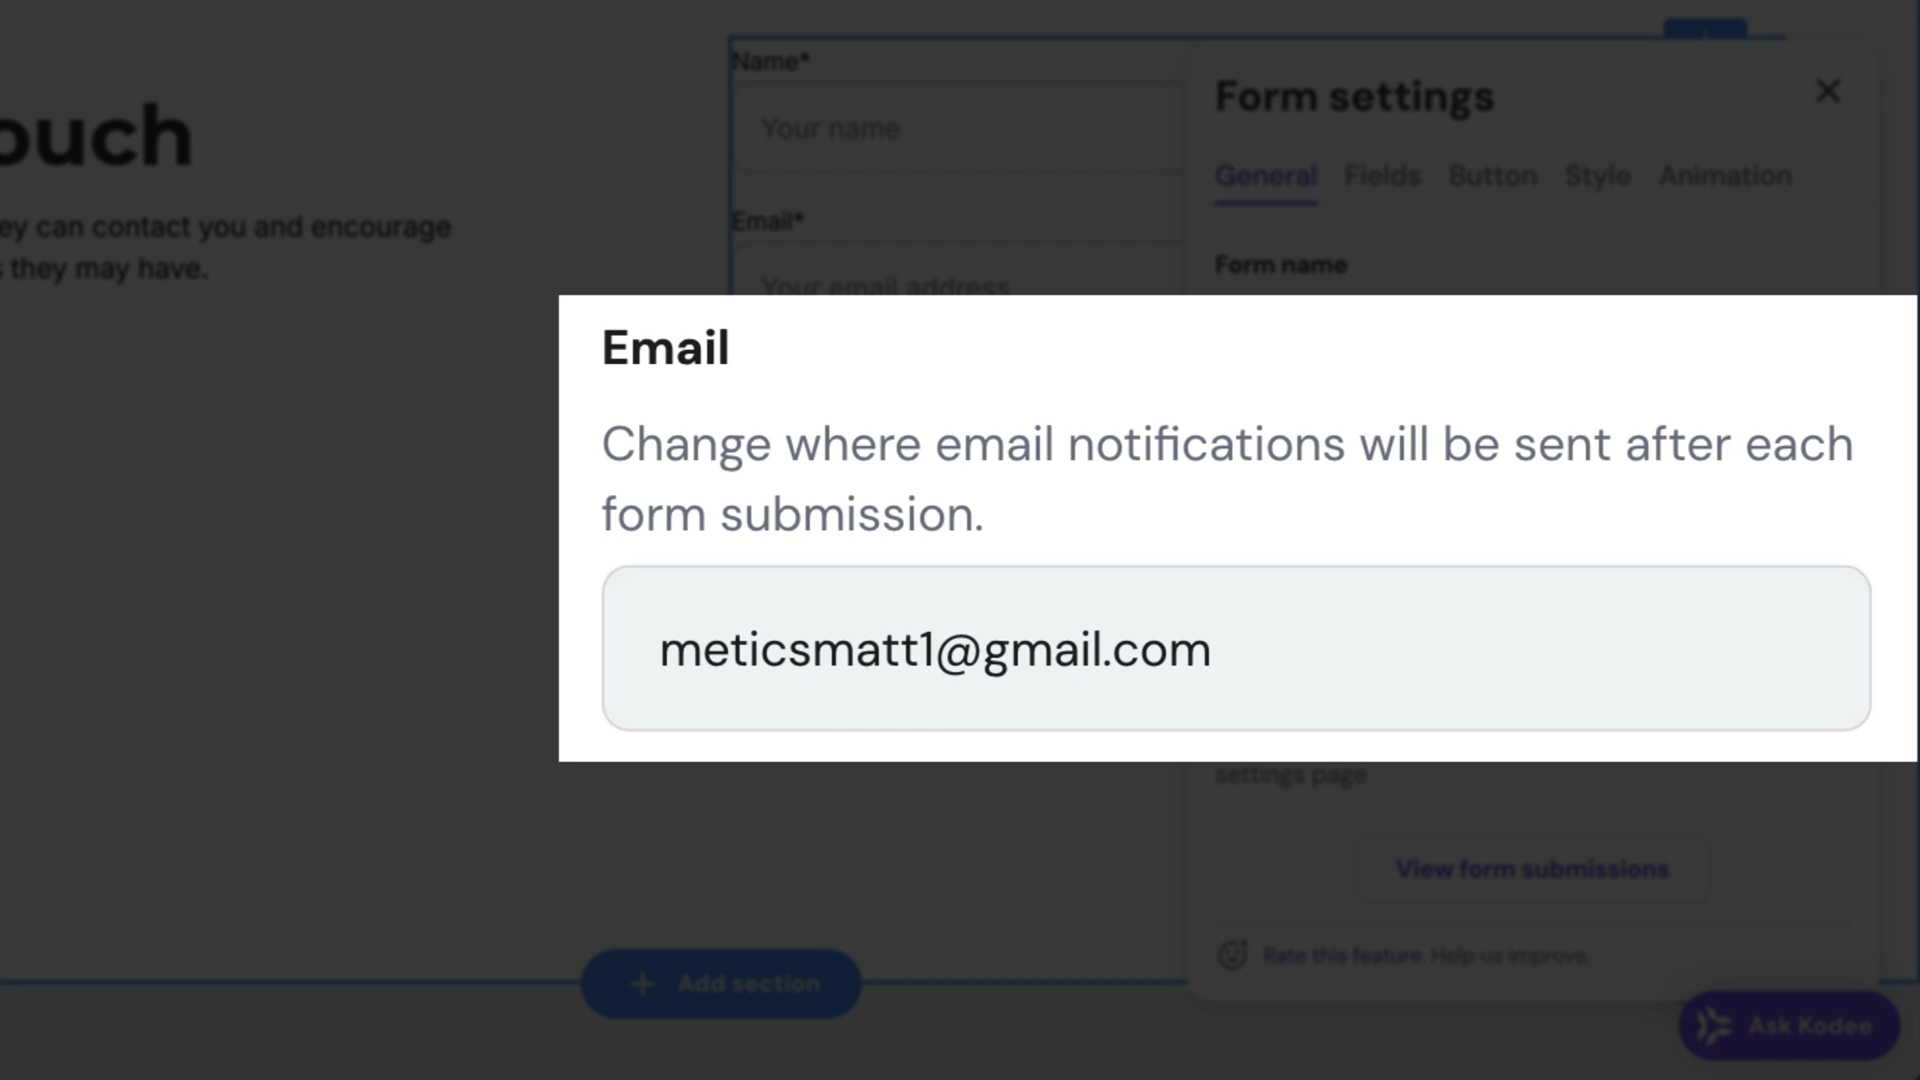 ouch
ey can contact you and encourage
s they may have.
Name*
Your name
Email*
Your email address
Form settings
General Fields Button Style Animation
Form name
Email
Change where email notifications will be sent after each
form submission.
meticsmatt1@gmail.com
settings page
View form submissions
Rate this feature. Help us improve.
+ Add section
Ask Kodee